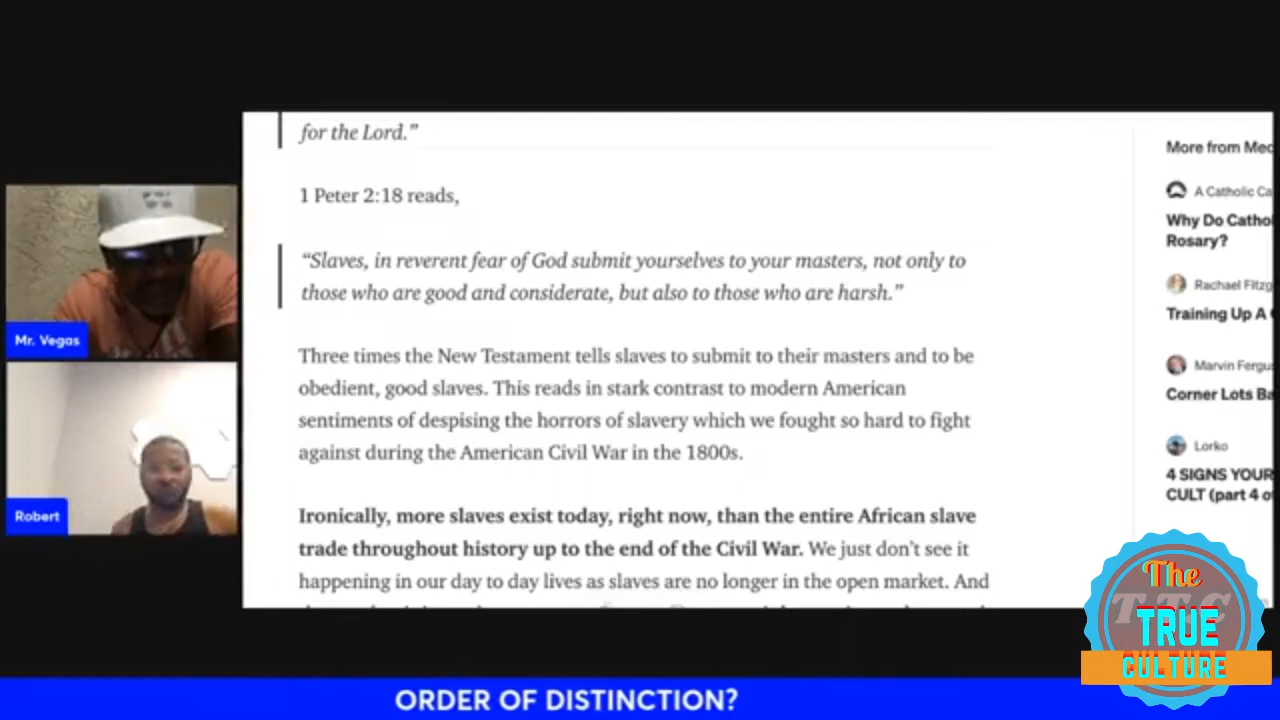 for the Lord.”
1 Peter 2:18 reads,
“Slaves, in reverent fear of God submit yourselves to your masters, not only to
those who are good and considerate, but also to those who are harsh.”
Three times the New Testament tells slaves to submit to their masters and to be
obedient, good slaves. This reads in stark contrast to modern American
sentiments of despising the horrors of slavery which we fought so hard to fight
against during the American Civil War in the 1800s.
Ironically, more slaves exist today, right now, than the entire African slave
trade throughout history up to the end of the Civil War. We just don’t see it
happening in our day to day lives as slaves are no longer in the open market. And
More from Med
A Catholic Ca
Why Do Cathol
Rosary?
Rachael Fitzg
Training Up A
Marvin Fergus
Corner Lots Ba
Lorko
4 SIGNS YOUR
CULT (part 4 o
Mr. Vegas
Robert
The
TTC
TRUE
CULTURE
ORDER OF DISTINCTION?